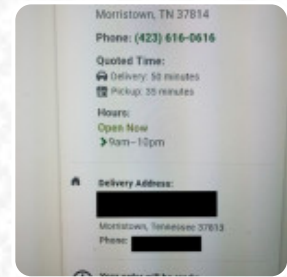 Morristown, TN 37814
Phone: (423) 616-0616
Quoted Time:
Delivery: 50 minutes
Pickup: 35 minutes
Hours:
Open Now
9am–10pm
Delivery Address:
Morristown, Tennessee 37813
Phone: